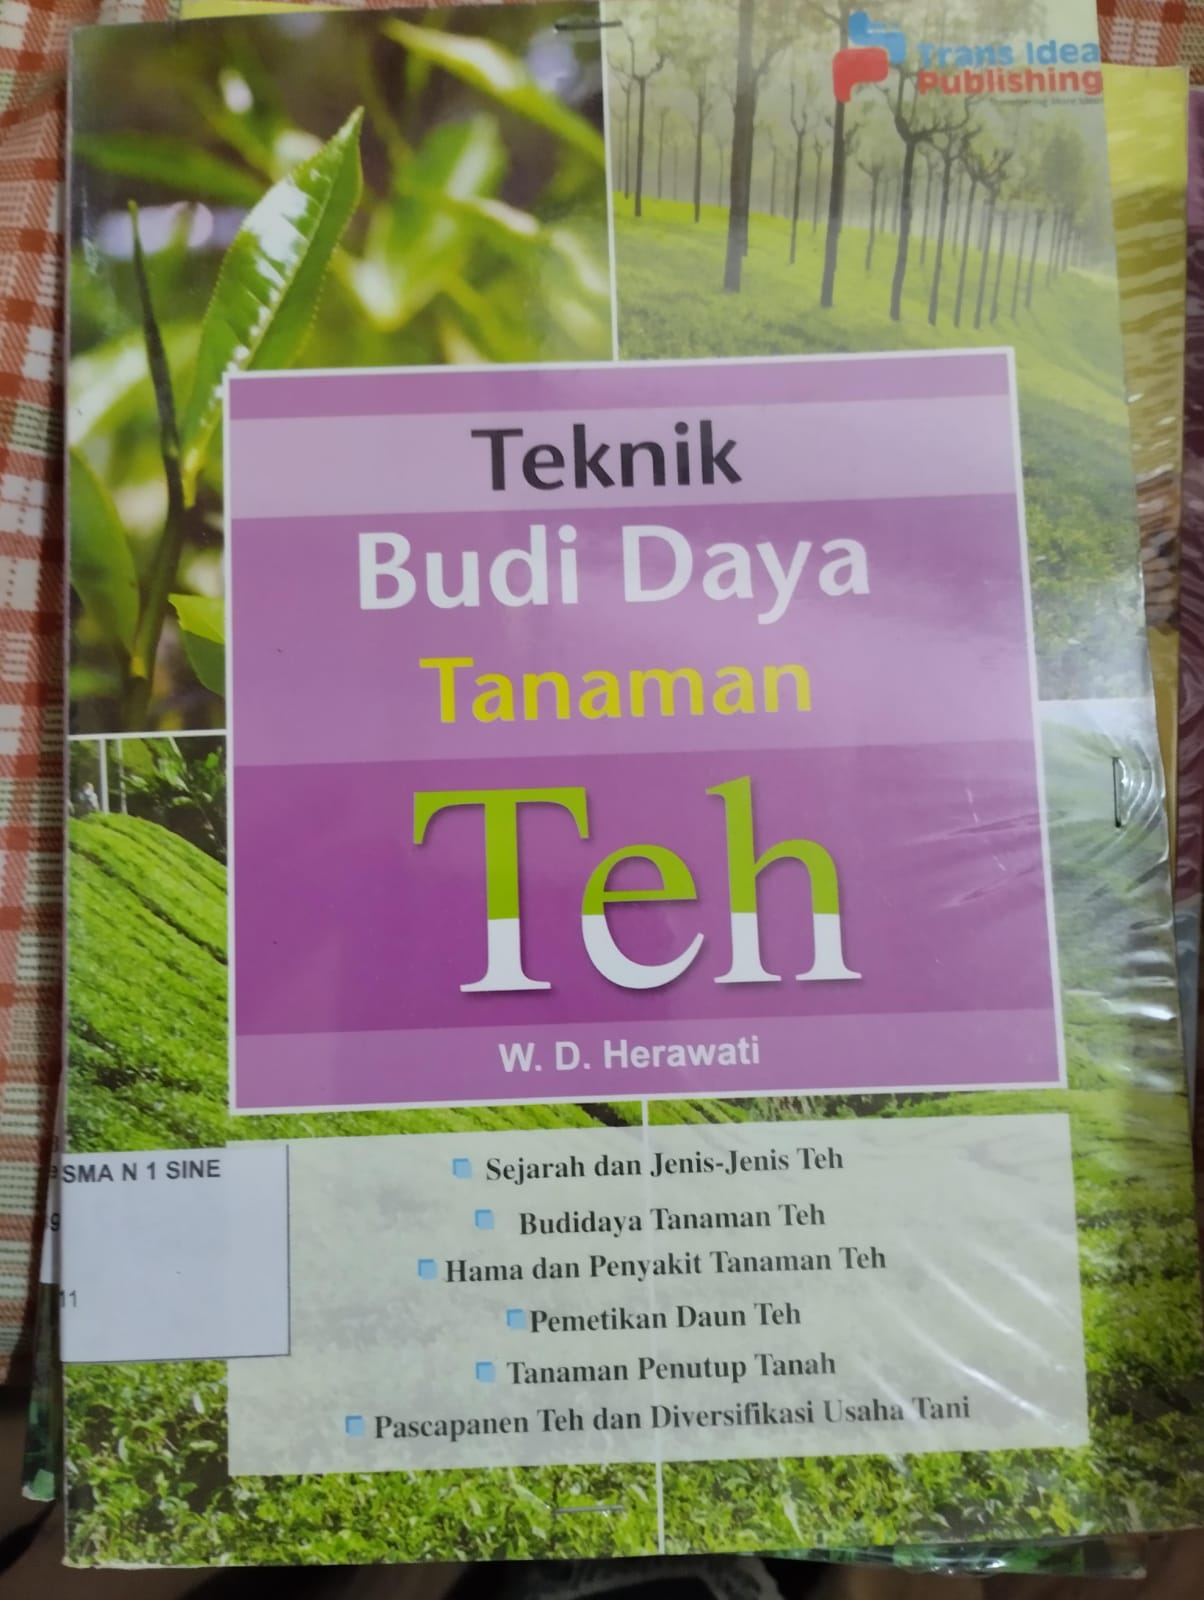 Trans Idea
Publishing
Teknik
Budi Daya
Tanaman
Teh
W. D. Herawati
SMA N 1 SINE
11
Sejarah dan Jenis-Jenis Teh
Budidaya Tanaman Teh
Hama dan Penyakit Tanaman Teh
Pemetikan Daun Teh
Tanaman Penutup Tanah
Pascapanen Teh dan Diversifikasi Usaha Tani